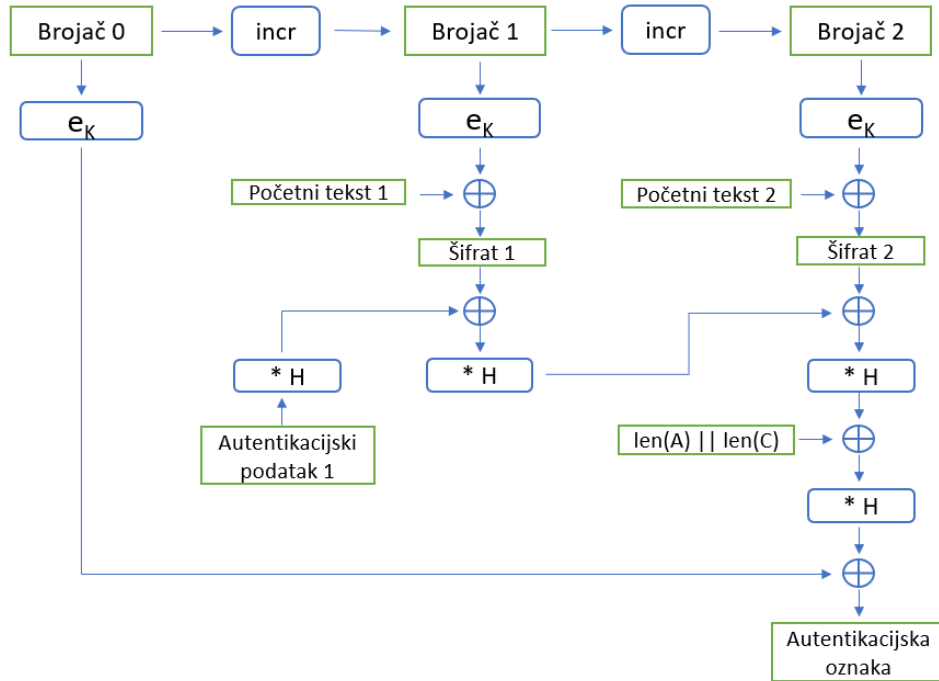 Brojač 0
incr
Brojač 1
incr
Brojač 2
eK
eK
eK
Početni tekst 1
Početni tekst 2
Šifrat 1
Šifrat 2
* H
* H
* H
Autentikacijski
podatak 1
len(A) || len(C)
* H
Autentikacijska
oznaka